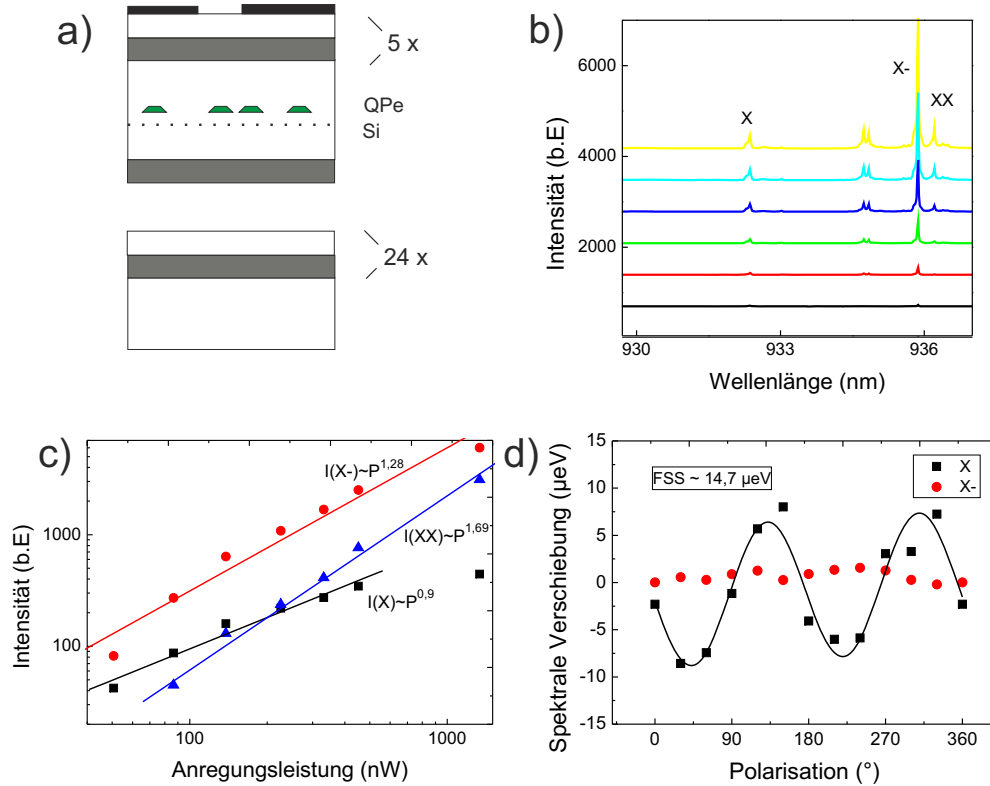 a)
5 x
QPe
Si
24 x
b)
Intensität (b.E)
6000
4000
2000
X
X-
XX
930
933
936
Wellenlänge (nm)
c)
Intensität (b.E)
1000
100
I(X-)~P^1,28
I(XX)~P^1,69
I(X)~P^0,9
100
1000
Anregungsleistung (nW)
d)
Spektrale Verschiebung (µeV)
15
10
5
0
-5
-10
-15
FSS ~ 14,7 µeV
X
X-
0
90
180
270
360
Polarisation (°)